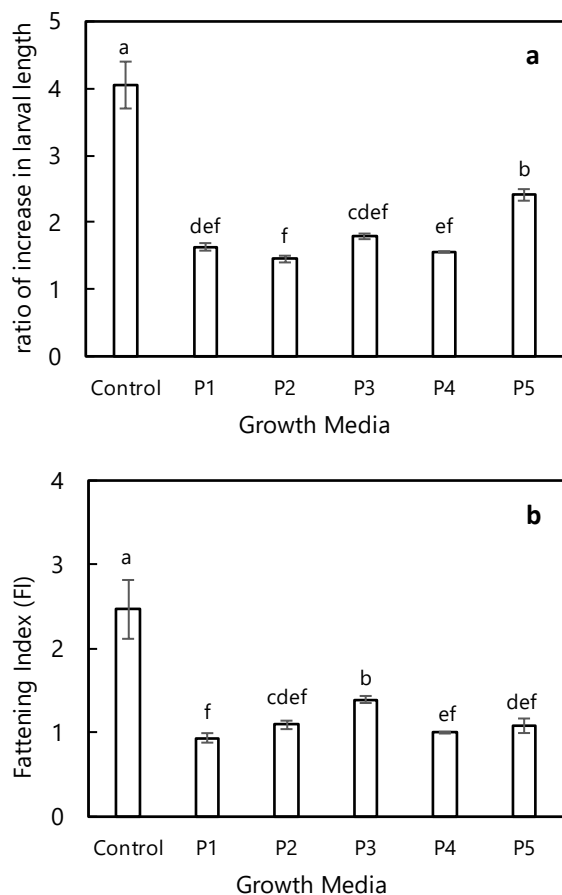 5
a
a
4
3
b
cdef
2
def
ef
f
1
0
ratio of increase in larval length
Control P1 P2 P3 P4 P5
Growth Media
4
b
3
a
2
b
cdef
def
f
ef
1
0
Fattening Index (FI)
Control P1 P2 P3 P4 P5
Growth Media